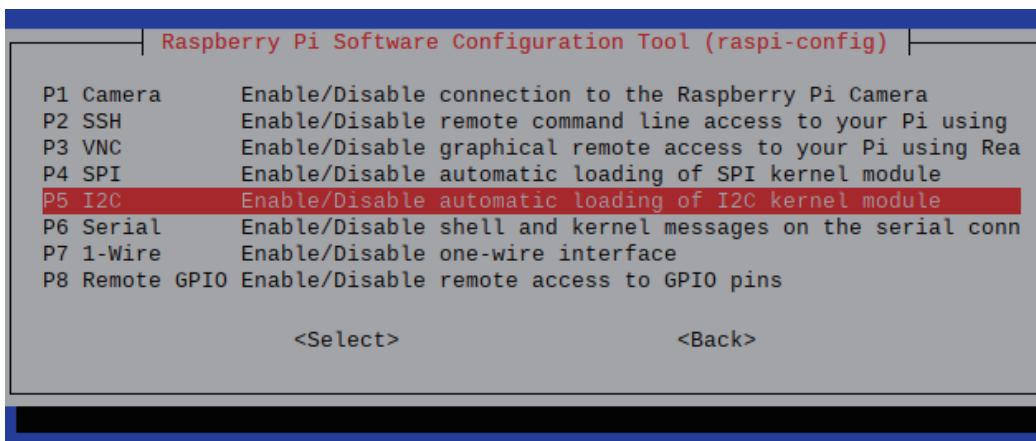 Raspberry Pi Software Configuration Tool (raspi-config)
P1 Camera Enable/Disable connection to the Raspberry Pi Camera
P2 SSH Enable/Disable remote command line access to your Pi using
P3 VNC Enable/Disable graphical remote access to your Pi using Rea
P4 SPI Enable/Disable automatic loading of SPI kernel module
P5 I2C Enable/Disable automatic loading of I2C kernel module
P6 Serial Enable/Disable shell and kernel messages on the serial conn
P7 1-Wire Enable/Disable one-wire interface
P8 Remote GPIO Enable/Disable remote access to GPIO pins
<Select> <Back>